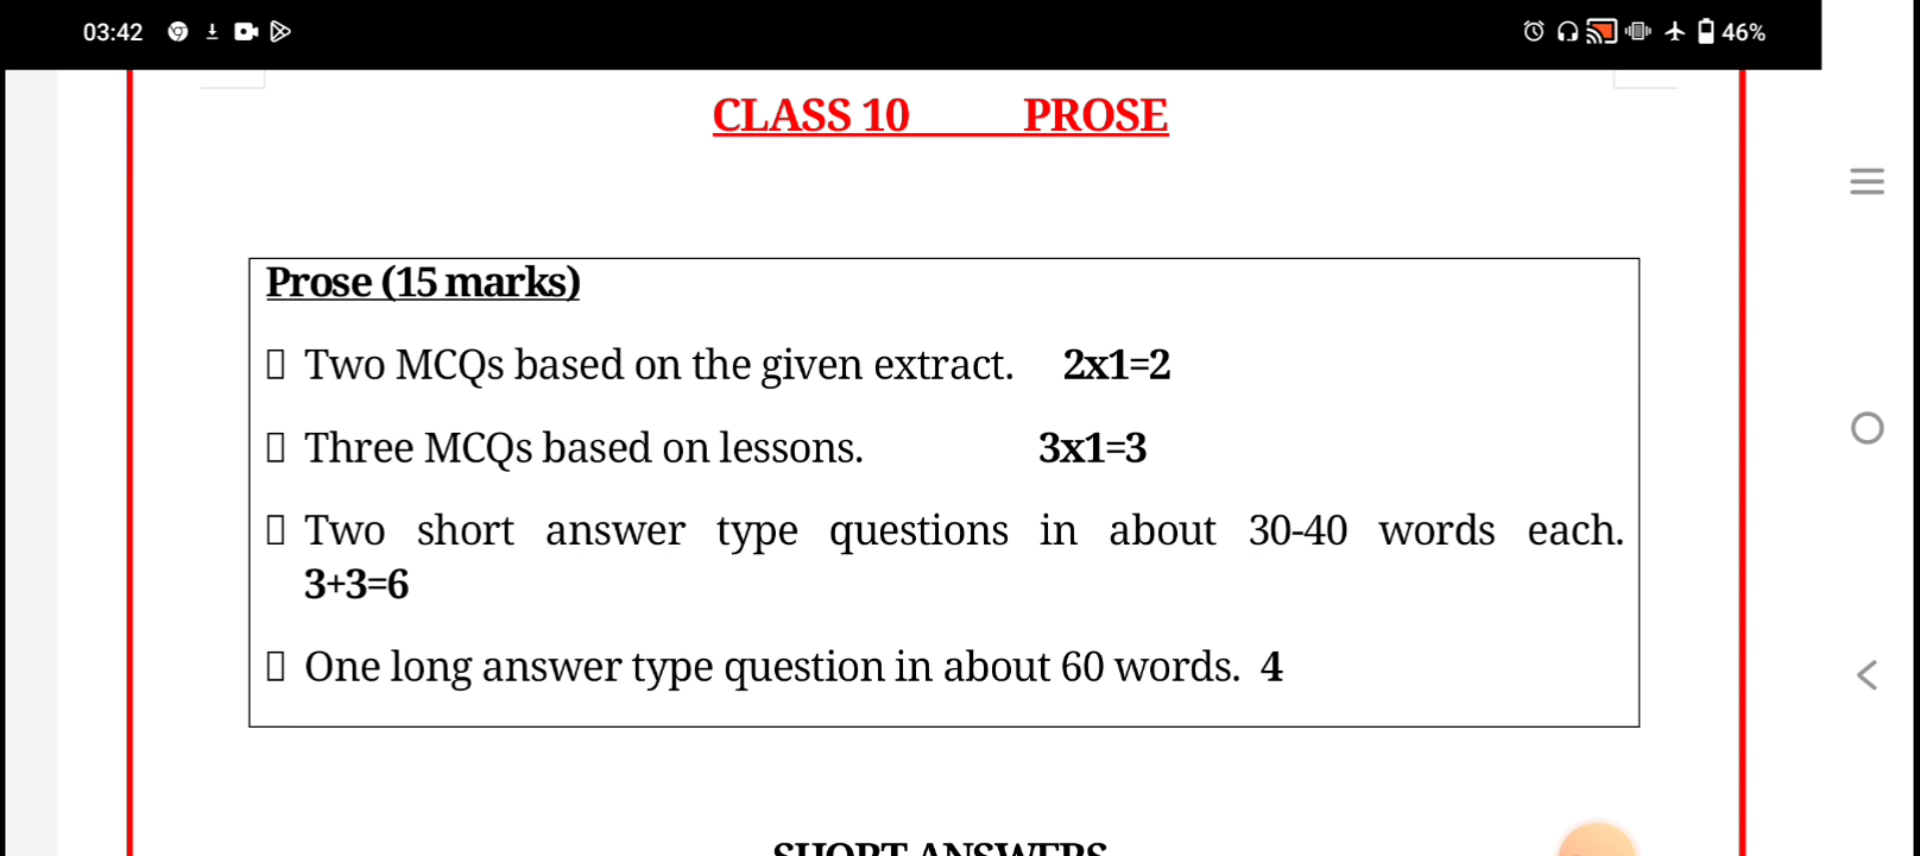 03:42 46%
CLASS 10 PROSE
Prose (15 marks)
Two MCQs based on the given extract. 2x1=2
Three MCQs based on lessons. 3x1=3
Two short answer type questions in about 30-40 words each.
3+3=6
One long answer type question in about 60 words. 4
SHORT ANSWERS